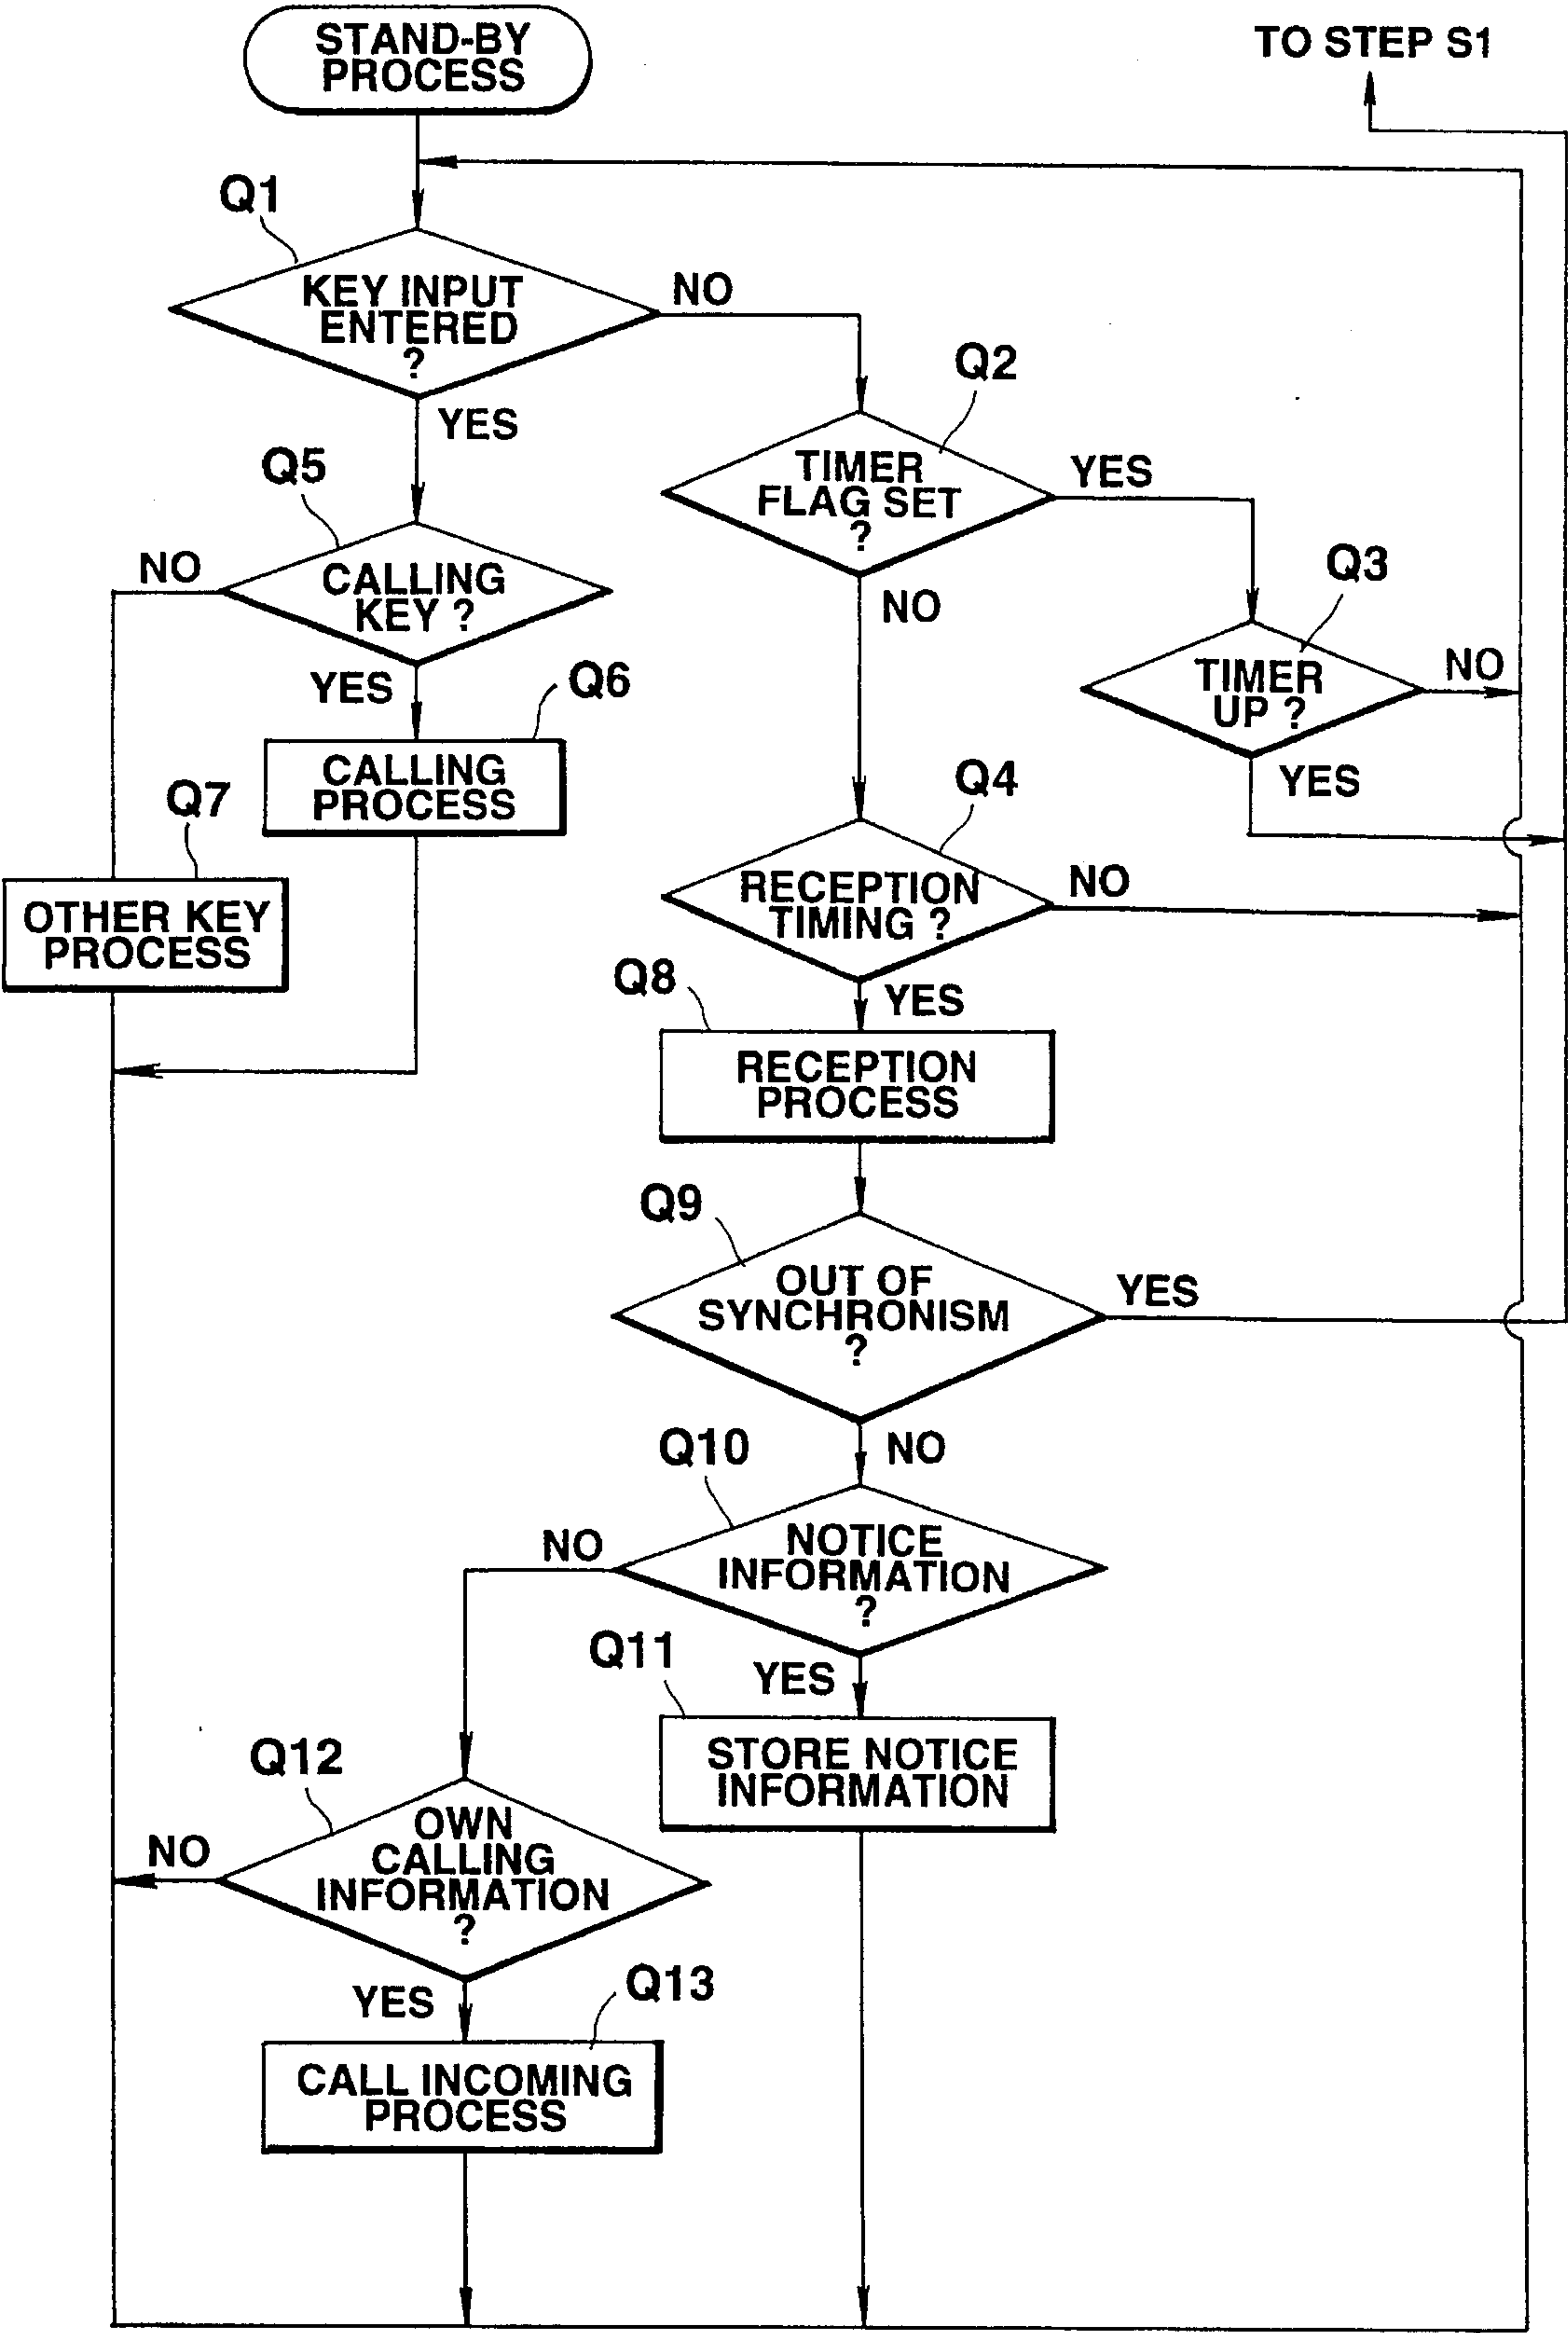 STAND-BY
PROCESS
TO STEP S1
Q1
KEY INPUT
ENTERED
?
NO
YES
Q2
TIMER
FLAG SET
?
YES
NO
Q5
CALLING
KEY ?
NO
YES
Q3
TIMER
UP ?
NO
YES
Q6
CALLING
PROCESS
Q7
OTHER KEY
PROCESS
Q4
RECEPTION
TIMING ?
NO
YES
Q8
RECEPTION
PROCESS
Q9
OUT OF
SYNCHRONISM
?
YES
NO
Q10
NOTICE
INFORMATION
?
NO
YES
Q11
STORE NOTICE
INFORMATION
Q12
OWN
CALLING
INFORMATION
?
NO
YES
Q13
CALL INCOMING
PROCESS